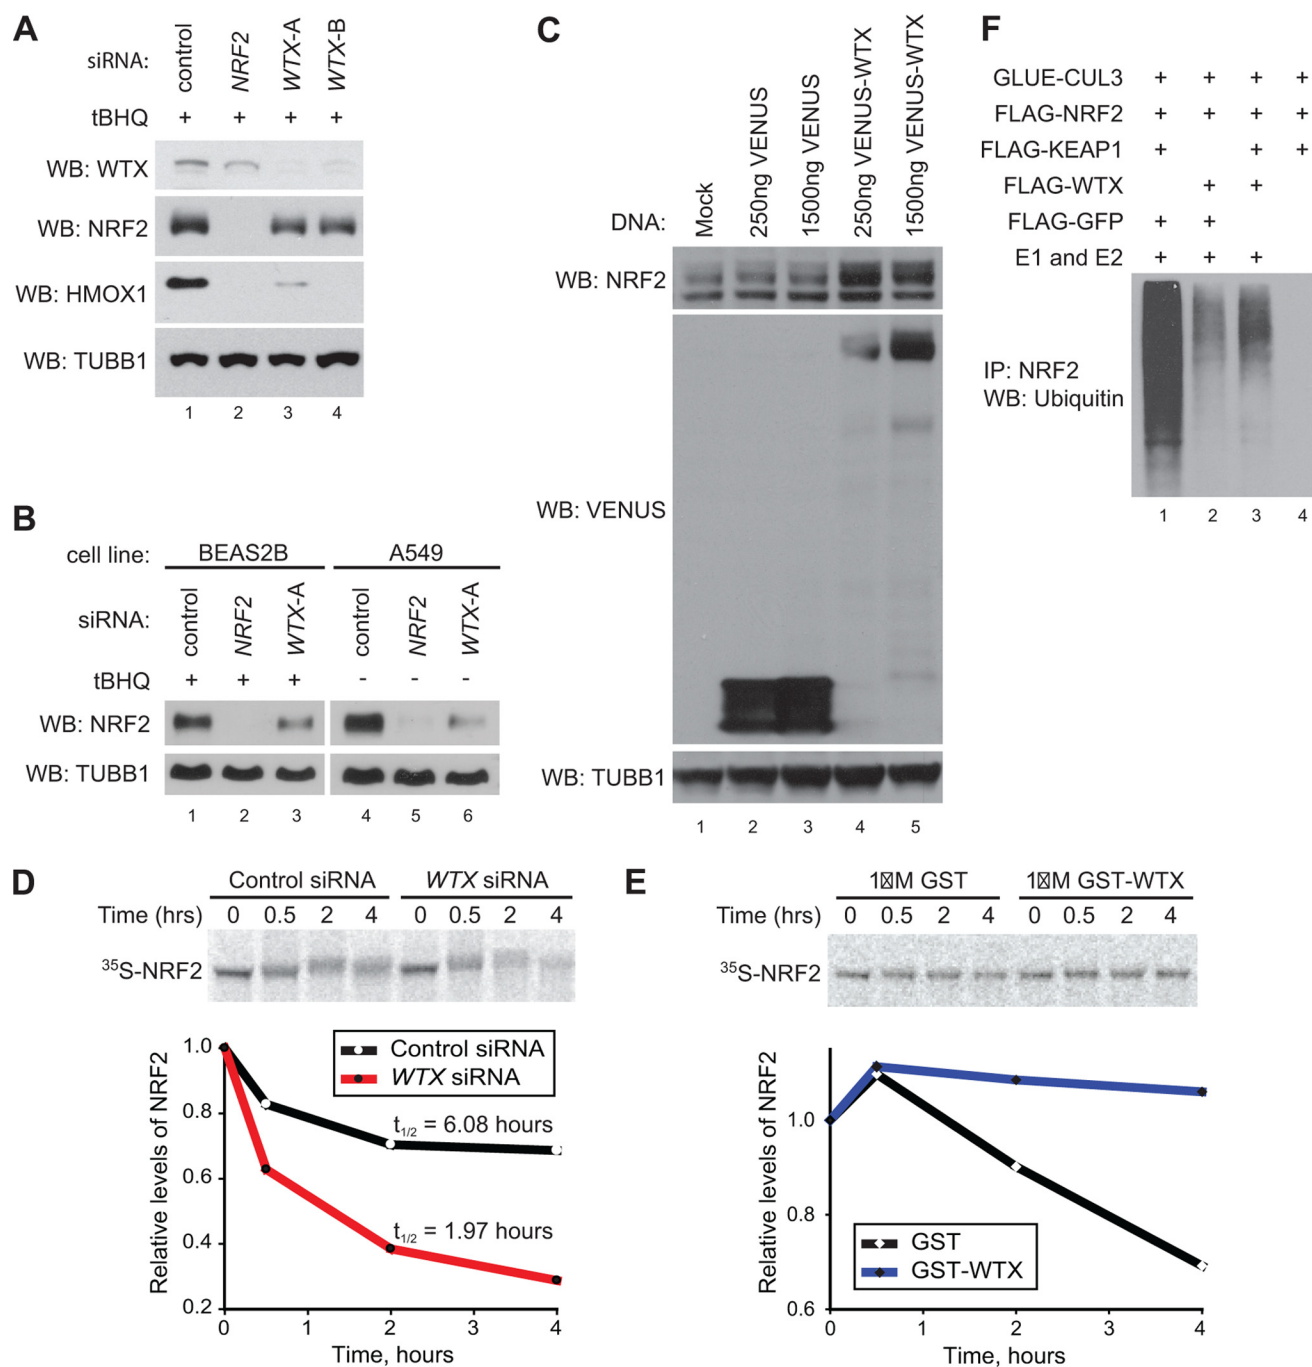 A
siRNA: control NRF2 WTX-A WTX-B
tBHQ + + + +
WB: WTX
WB: NRF2
WB: HMOX1
WB: TUBB1
1 2 3 4
B
cell line: BEAS2B A549
siRNA: control NRF2 WTX-A control NRF2 WTX-A
tBHQ + + + - - -
WB: NRF2
WB: TUBB1
1 2 3 4 5 6
C
DNA: Mock 250ng VENUS 1500ng VENUS 250ng VENUS-WTX 1500ng VENUS-WTX
WB: NRF2
WB: VENUS
WB: TUBB1
1 2 3 4 5
F
GLUE-CUL3 + + + +
FLAG-NRF2 + + + +
FLAG-KEAP1 + + +
FLAG-WTX + +
FLAG-GFP + +
E1 and E2 + + +
IP: NRF2
WB: Ubiquitin
1 2 3 4
D
Control siRNA WTX siRNA
Time (hrs) 0 0.5 2 4 0 0.5 2 4
35S-NRF2
Relative levels of NRF2
1.0
0.8
0.6
0.4
0.2
Control siRNA
WTX siRNA
t1/2 = 6.08 hours
t1/2 = 1.97 hours
0 1 2 3 4
Time, hours
E
1▯M GST 1▯M GST-WTX
Time (hrs) 0 0.5 2 4 0 0.5 2 4
35S-NRF2
Relative levels of NRF2
1.0
0.8
0.6
GST
GST-WTX
0 1 2 3 4
Time, hours